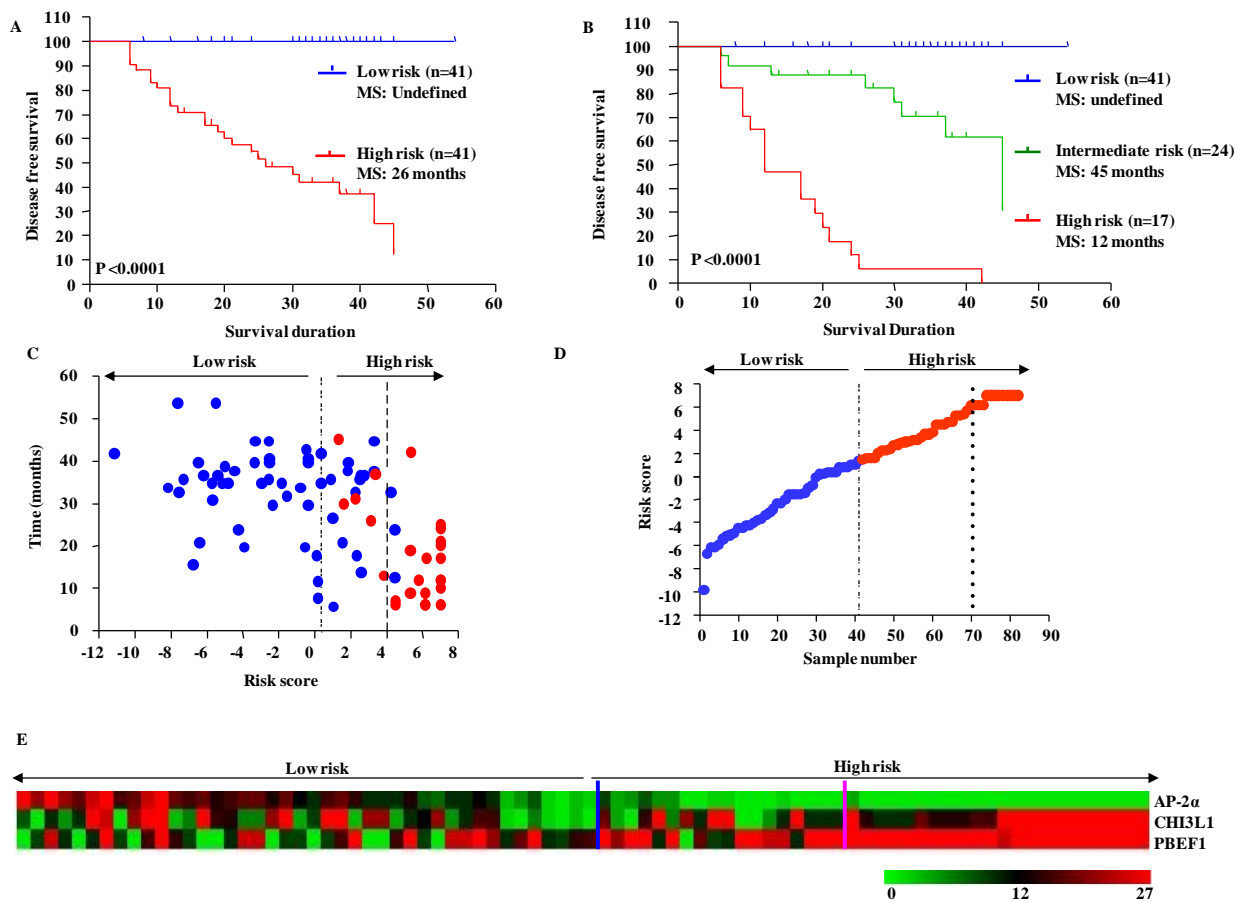 A
110
100
90
80
70
60
50
40
30
20
10
0
Disease free survival
Low risk (n=41)
MS: Undefined
High risk (n=41)
MS: 26 months
P <0.0001
0 10 20 30 40 50 60
Survival duration
B
110
100
90
80
70
60
50
40
30
20
10
0
Disease free survival
Low risk (n=41)
MS: undefined
Intermediate risk (n=24)
MS: 45 months
High risk (n=17)
MS: 12 months
P <0.0001
0 10 20 30 40 50 60
Survival Duration
C
Low risk High risk
60
50
40
30
20
10
0
Time (months)
-12 -10 -8 -6 -4 -2 0 2 4 6 8
Risk score
D
Low risk High risk
8
6
4
2
0
-2
-4
-6
-8
-10
-12
Risk score
0 10 20 30 40 50 60 70 80 90
Sample number
E
Low risk High risk
AP-2α
CHI3L1
PBEF1
0 12 27